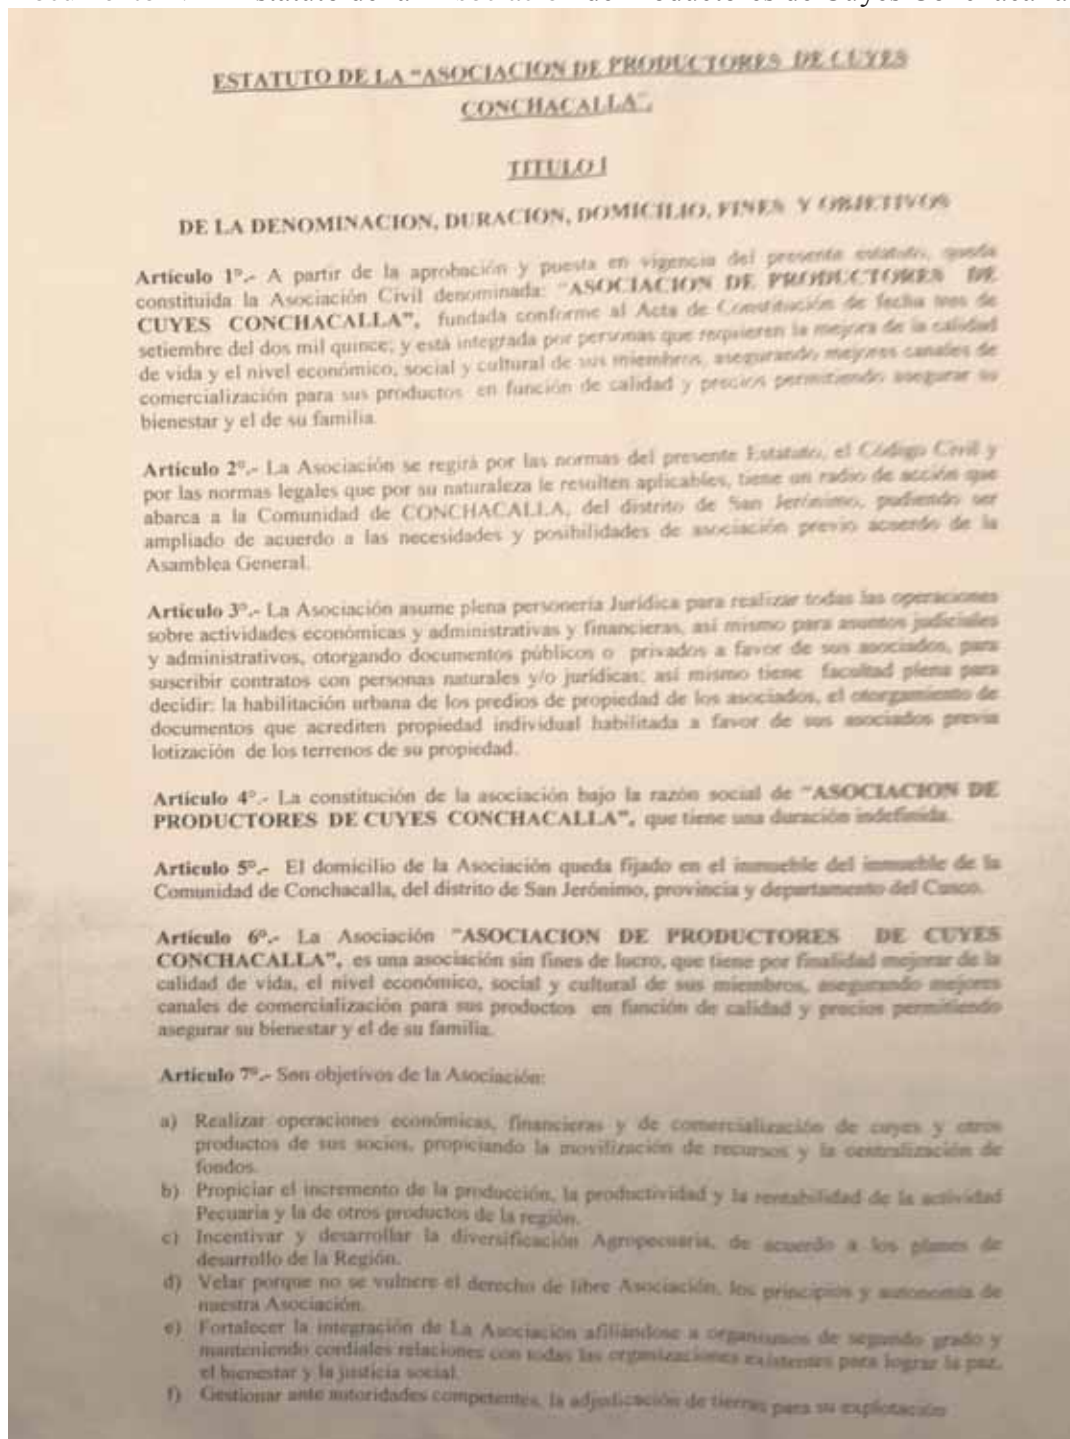 ESTATUTO DE LA "ASOCIACION DE PRODUCTORES DE CUYES
CONCHACALLA".
TITULO I
DE LA DENOMINACION, DURACION, DOMICILIO, FINES Y OBJETIVOS
Artículo 1°.- A partir de la aprobación y puesta en vigencia del presente estatuto, queda
constituida la Asociación Civil denominada: "ASOCIACION DE PRODUCTORES DE
CUYES CONCHACALLA", fundada conforme al Acta de Constitución de fecha tres de
setiembre del dos mil quince; y está integrada por personas que requieren la mejora de la calidad
de vida y el nivel económico, social y cultural de sus miembros, asegurando mejores canales de
comercialización para sus productos en función de calidad y precios permitiendo asegurar su
bienestar y el de su familia.
Artículo 2°.- La Asociación se regirá por las normas del presente Estatuto, el Código Civil y
por las normas legales que por su naturaleza le resulten aplicables, tiene un radio de acción que
abarca a la Comunidad de CONCHACALLA, del distrito de San Jerónimo, pudiendo ser
ampliado de acuerdo a las necesidades y posibilidades de asociación previo acuerdo de la
Asamblea General.
Artículo 3°.- La Asociación asume plena personería Jurídica para realizar todas las operaciones
sobre actividades económicas y administrativas y financieras, así mismo para asuntos judiciales
y administrativos, otorgando documentos públicos o privados a favor de sus asociados, para
suscribir contratos con personas naturales y/o jurídicas; así mismo tiene facultad plena para
decidir: la habilitación urbana de los predios de propiedad de los asociados, el otorgamiento de
documentos que acrediten propiedad individual habilitada a favor de sus asociados previa
lotización de los terrenos de su propiedad.
Artículo 4°.- La constitución de la asociación bajo la razón social de "ASOCIACION DE
PRODUCTORES DE CUYES CONCHACALLA", que tiene una duración indefinida.
Artículo 5°.- El domicilio de la Asociación queda fijado en el inmueble del inmueble de la
Comunidad de Conchacalla, del distrito de San Jerónimo, provincia y departamento del Cusco.
Artículo 6°.- La Asociación "ASOCIACION DE PRODUCTORES DE CUYES
CONCHACALLA", es una asociación sin fines de lucro, que tiene por finalidad mejorar de la
calidad de vida, el nivel económico, social y cultural de sus miembros, asegurando mejores
canales de comercialización para sus productos en función de calidad y precios permitiendo
asegurar su bienestar y el de su familia.
Artículo 7°.- Son objetivos de la Asociación:
a) Realizar operaciones económicas, financieras y de comercialización de cuyes y otros
productos de sus socios, propiciando la movilización de recursos y la centralización de
fondos.
b) Propiciar el incremento de la producción, la productividad y la rentabilidad de la actividad
Pecuaria y la de otros productos de la región.
c) Incentivar y desarrollar la diversificación Agropecuaria, de acuerdo a los planes de
desarrollo de la Región.
d) Velar porque no se vulnere el derecho de libre Asociación, los principios y autonomía de
nuestra Asociación.
e) Fortalecer la integración de La Asociación afiliándose a organismos de segundo grado y
manteniendo cordiales relaciones con todas las organizaciones existentes para lograr la paz,
el bienestar y la justicia social.
f) Gestionar ante autoridades competentes, la adjudicación de tierras para su explotación